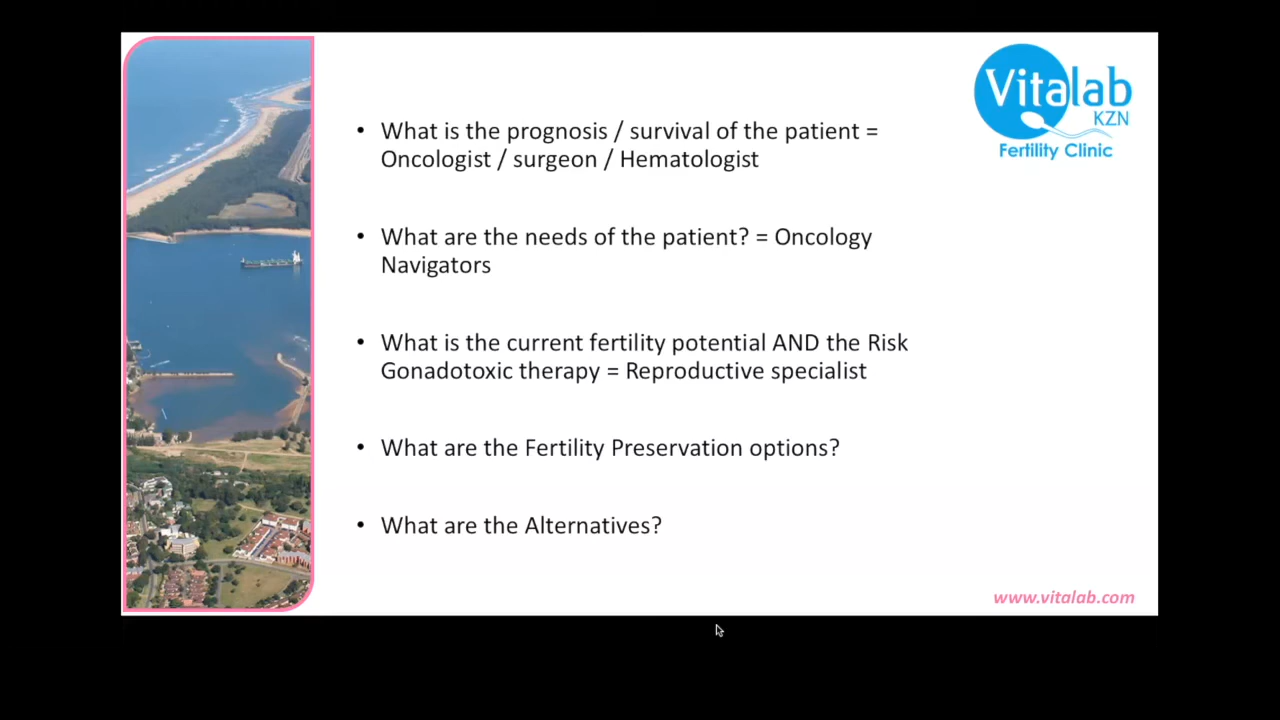 Vitalab
KZN
Fertility Clinic
• What is the prognosis / survival of the patient =
Oncologist / surgeon / Hematologist
• What are the needs of the patient? = Oncology
Navigators
• What is the current fertility potential AND the Risk
Gonadotoxic therapy = Reproductive specialist
• What are the Fertility Preservation options?
• What are the Alternatives?
www.vitalab.com